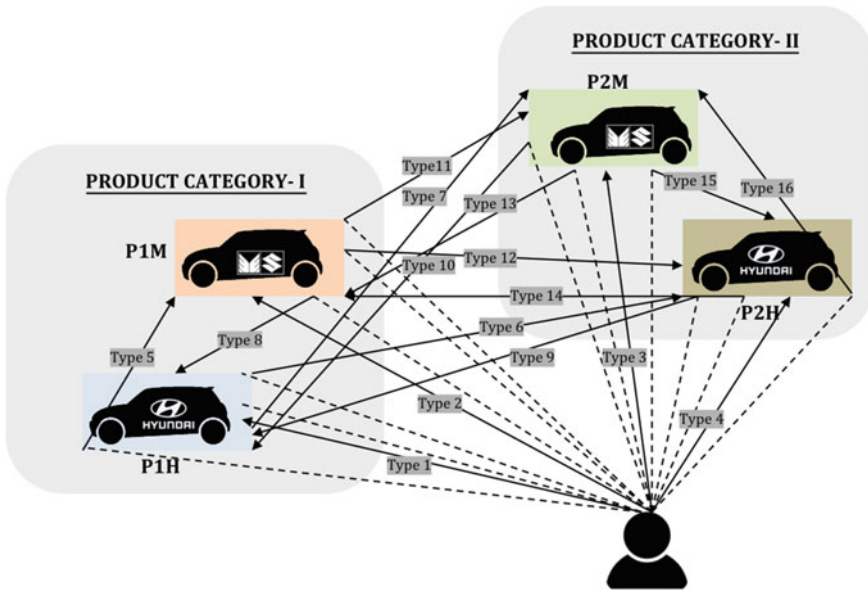 PRODUCT CATEGORY- II
P2M
Type11
Type 7
Type 13
Type 15
Type 16
PRODUCT CATEGORY- I
P1M
Type 10
Type 12
HYUNDAI
Type 14
P2H
Type 5
Type 8
Type 6
Type 9
Type 3
HYUNDAI
Type 2
Type 4
P1H
Type 1